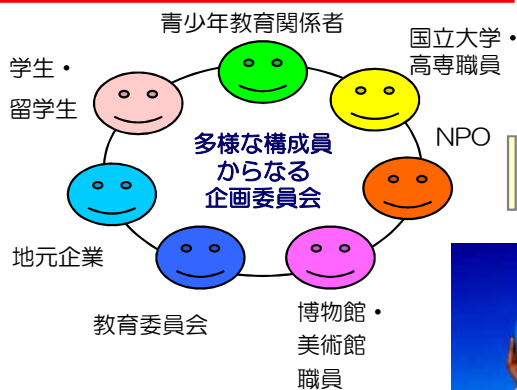 青少年教育関係者
国立大学・
高専職員
学生・
留学生
多様な構成員
からなる
企画委員会
NPO
地元企業
教育委員会
博物館・
美術館
職員